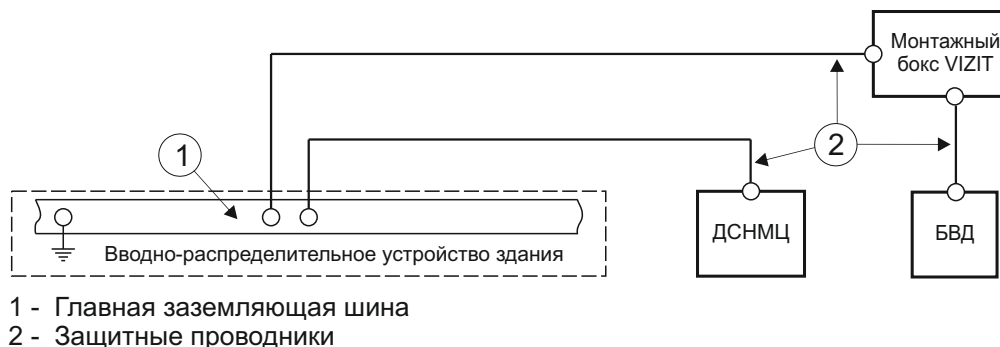 Монтажный
бокс VIZIT
1
2
ДСНМЦ
БВД
Вводно-распределительное устройство здания
1 - Главная заземляющая шина
2 - Защитные проводники